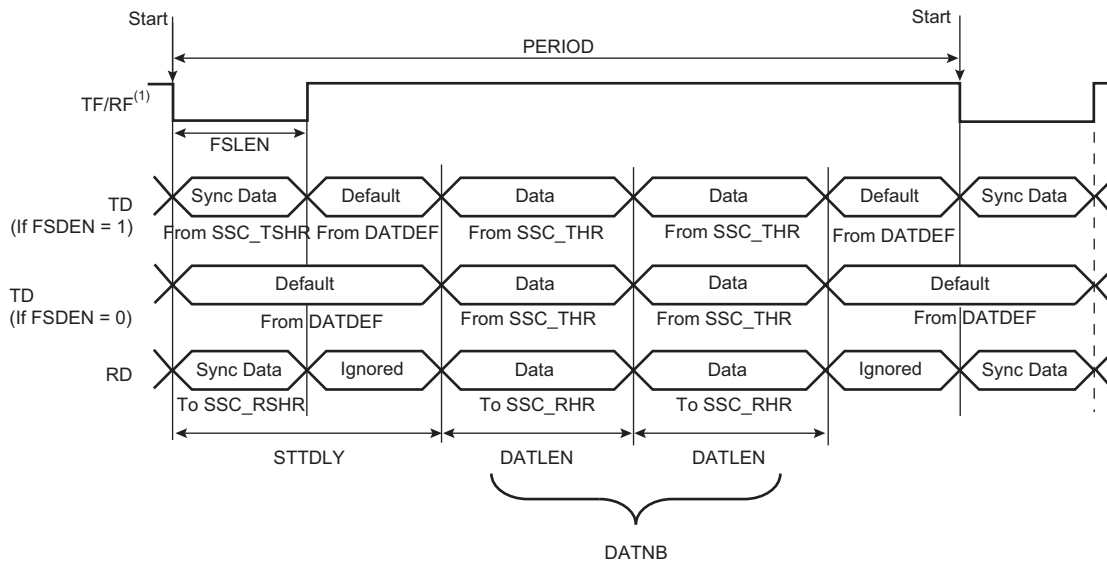 Start
Start
PERIOD
TF/RF(1)
FSLEN
TD
(If FSDEN = 1)
Sync Data
Default
Data
Data
Default
Sync Data
From SSC_TSHR
From DATDEF
From SSC_THR
From SSC_THR
From DATDEF
TD
(If FSDEN = 0)
Default
Data
Data
Default
From DATDEF
From SSC_THR
From SSC_THR
From DATDEF
RD
Sync Data
Ignored
Data
Data
Ignored
Sync Data
To SSC_RSHR
To SSC_RHR
To SSC_RHR
STTDLY
DATLEN
DATLEN
DATNB